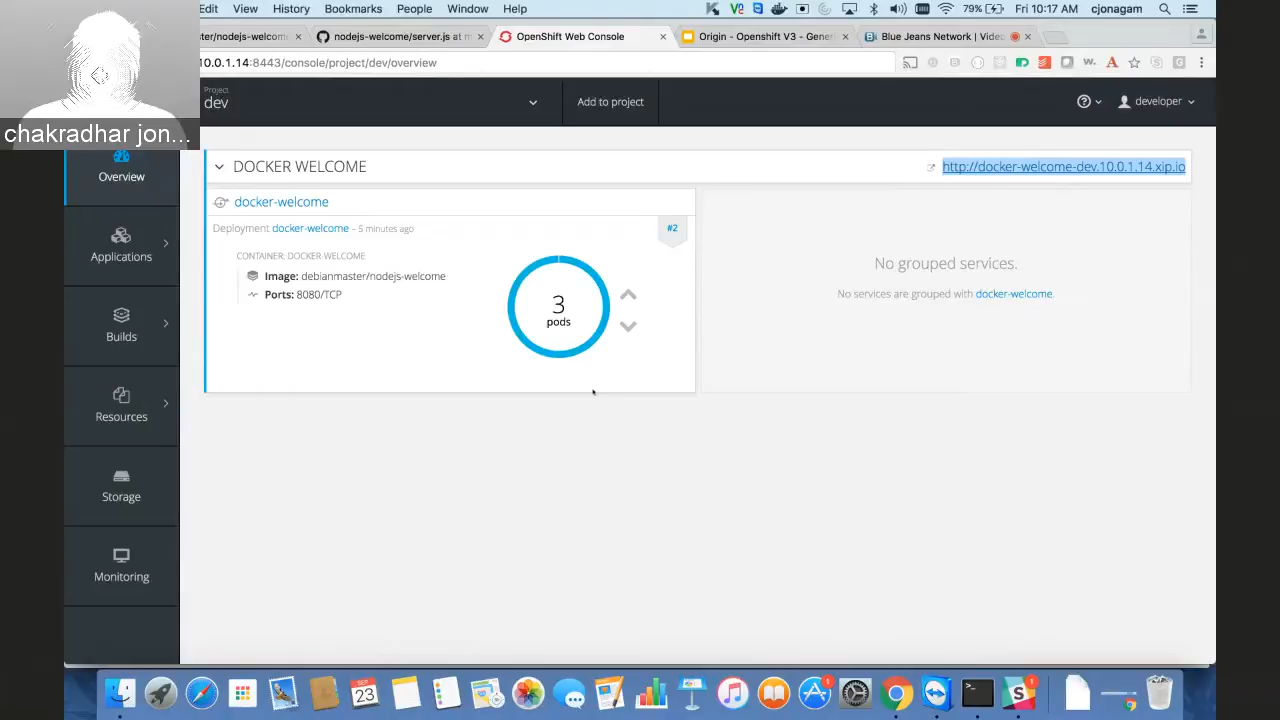 Edit View History Bookmarks People Window Help 79% Fri 10:17 AM cjonagam
ter/nodejs-welcome nodejs-welcome/server.js at m OpenShift Web Console Origin - Openshift V3 - Gene Blue Jeans Network | Video
0.0.1.14:8443/console/project/dev/overview
Project
dev
Add to project
developer
chakradhar jon...
DOCKER WELCOME
http://docker-welcome-dev.10.0.1.14.xip.io
Overview
docker-welcome
Deployment docker-welcome - 5 minutes ago
#2
CONTAINER: DOCKER-WELCOME
Image: debianmaster/nodejs-welcome
Ports: 8080/TCP
3
pods
No grouped services.
No services are grouped with docker-welcome.
Applications
Builds
Resources
Storage
Monitoring
SEP
23
1
1